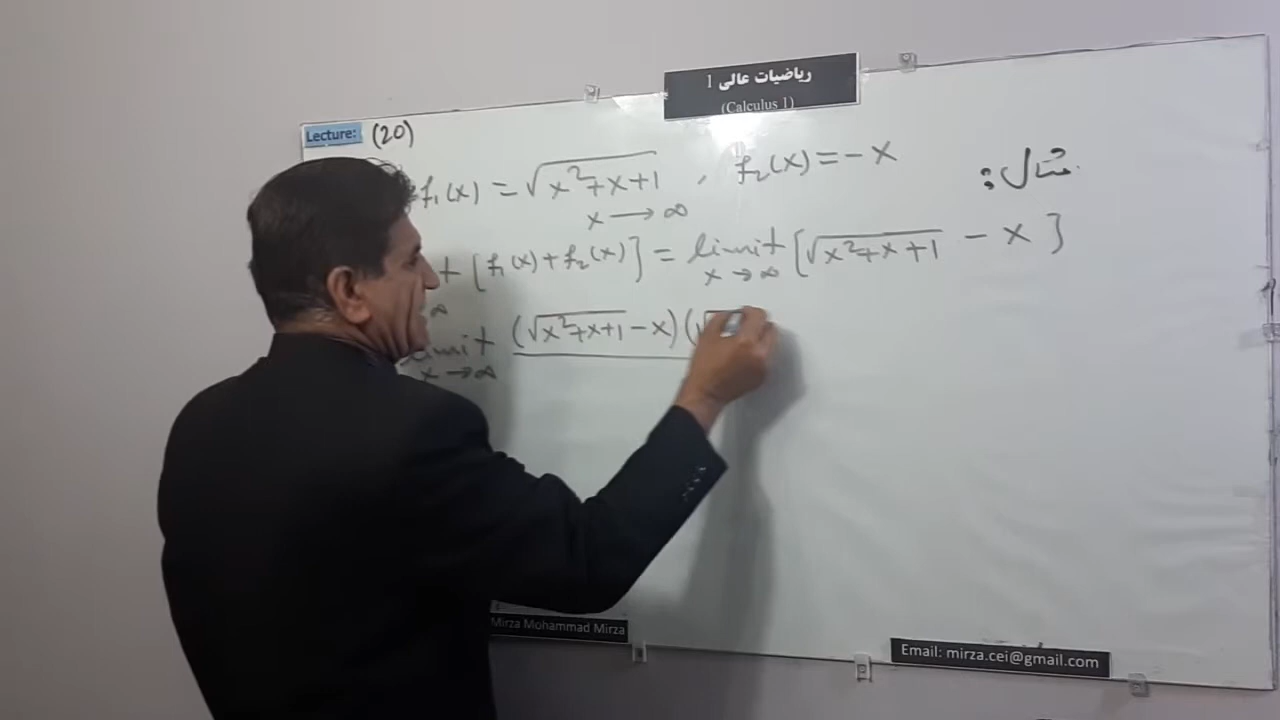 ریاضیات عالی 1
(Calculus 1)
Lecture: (20)
f₁(x) = √(x²+x+1) , f₂(x) = -x
مثال:
x → ∞
[f₁(x) + f₂(x)] = limit [√(x²+x+1) - x]
∞ x → ∞
limit (√(x²+x+1) - x)(√
x → ∞
Mirza Mohammad Mirza
Email: mirza.cei@gmail.com